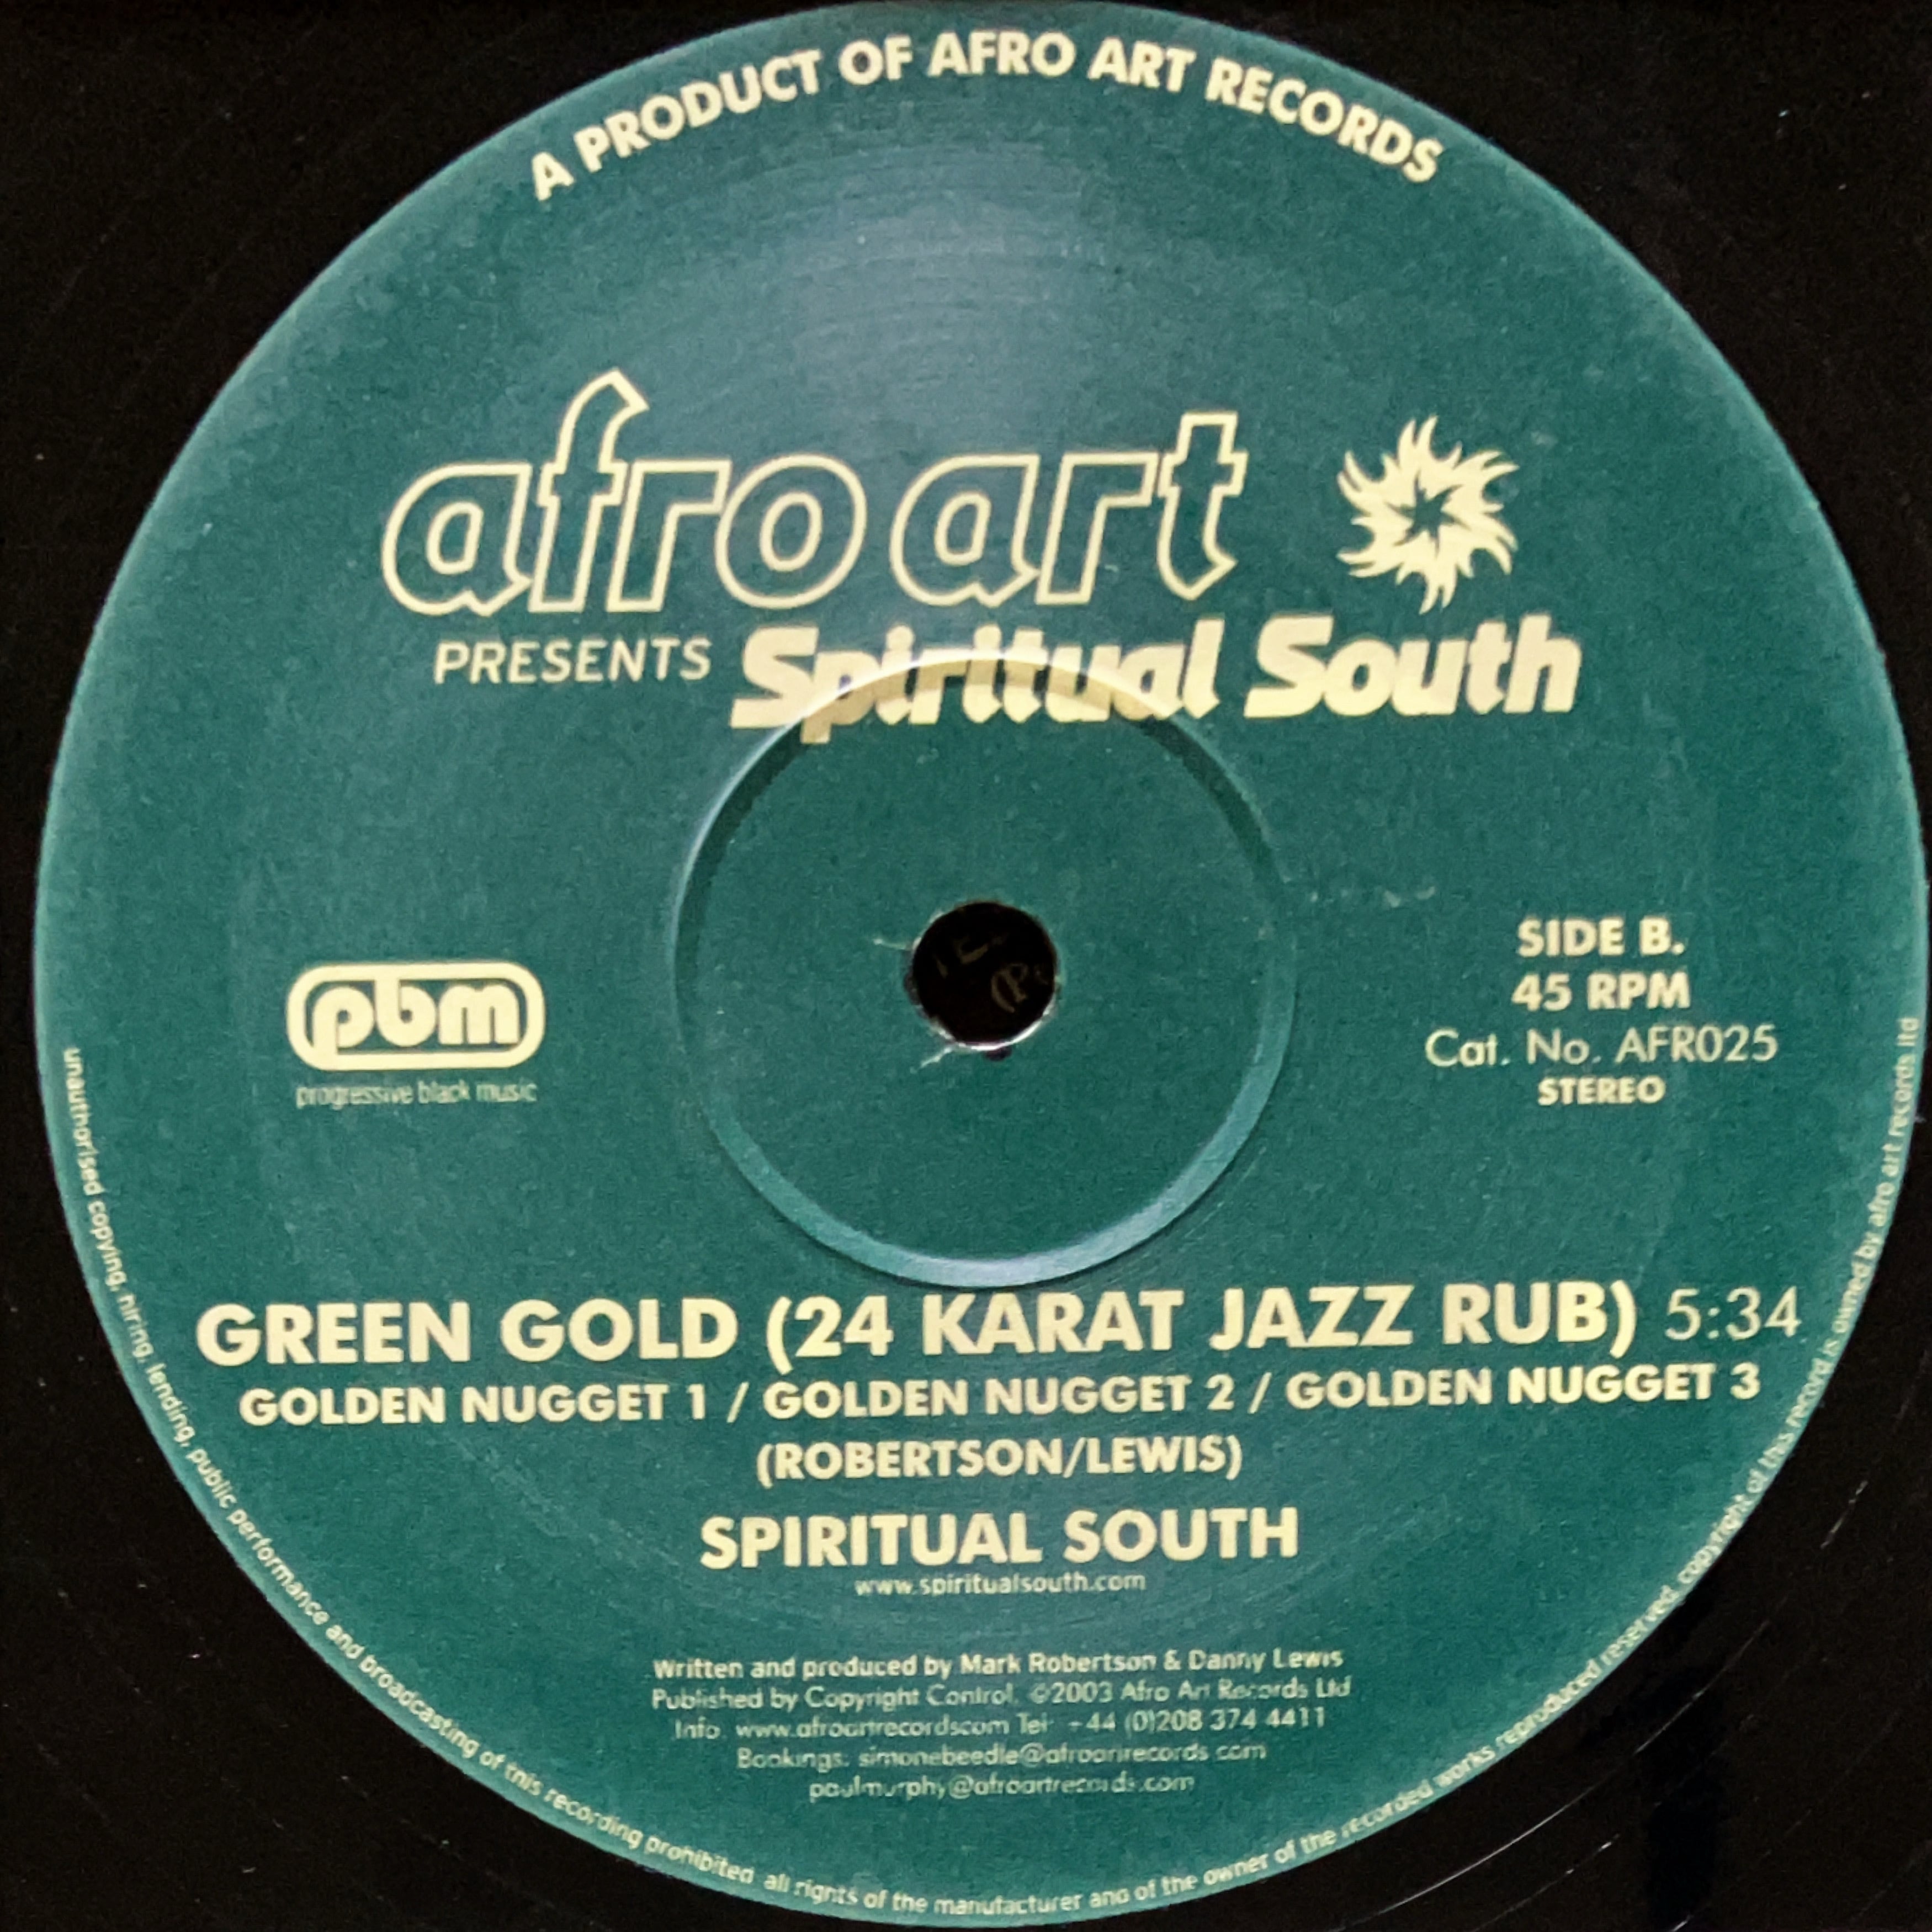 A PRODUCT OF AFRO ART RECORDS
afro art
PRESENTS Spiritual South
pbm
progressive black music
SIDE B.
45 RPM
Cat. No. AFR025
STEREO
GREEN GOLD (24 KARAT JAZZ RUB) 5:34
GOLDEN NUGGET 1 / GOLDEN NUGGET 2 / GOLDEN NUGGET 3
(ROBERTSON/LEWIS)
SPIRITUAL SOUTH
www.spiritualsouth.com
Written and produced by Mark Robertson & Danny Lewis
Published by Copyright Control. ©2003 Afro Art Records Ltd
Info: www.afroartrecordscom Tel: +44 (0)208 374 4411
Bookings: simonebeedle@afroartrecords.com
paulmurphy@afroartrecords.com
unauthorised copying, hiring, lending, public performance and broadcasting of this recording prohibited all rights of the manufacturer and of the owner of the recorded works reproduced reserved. copyright of this record is owned by afro art records ltd